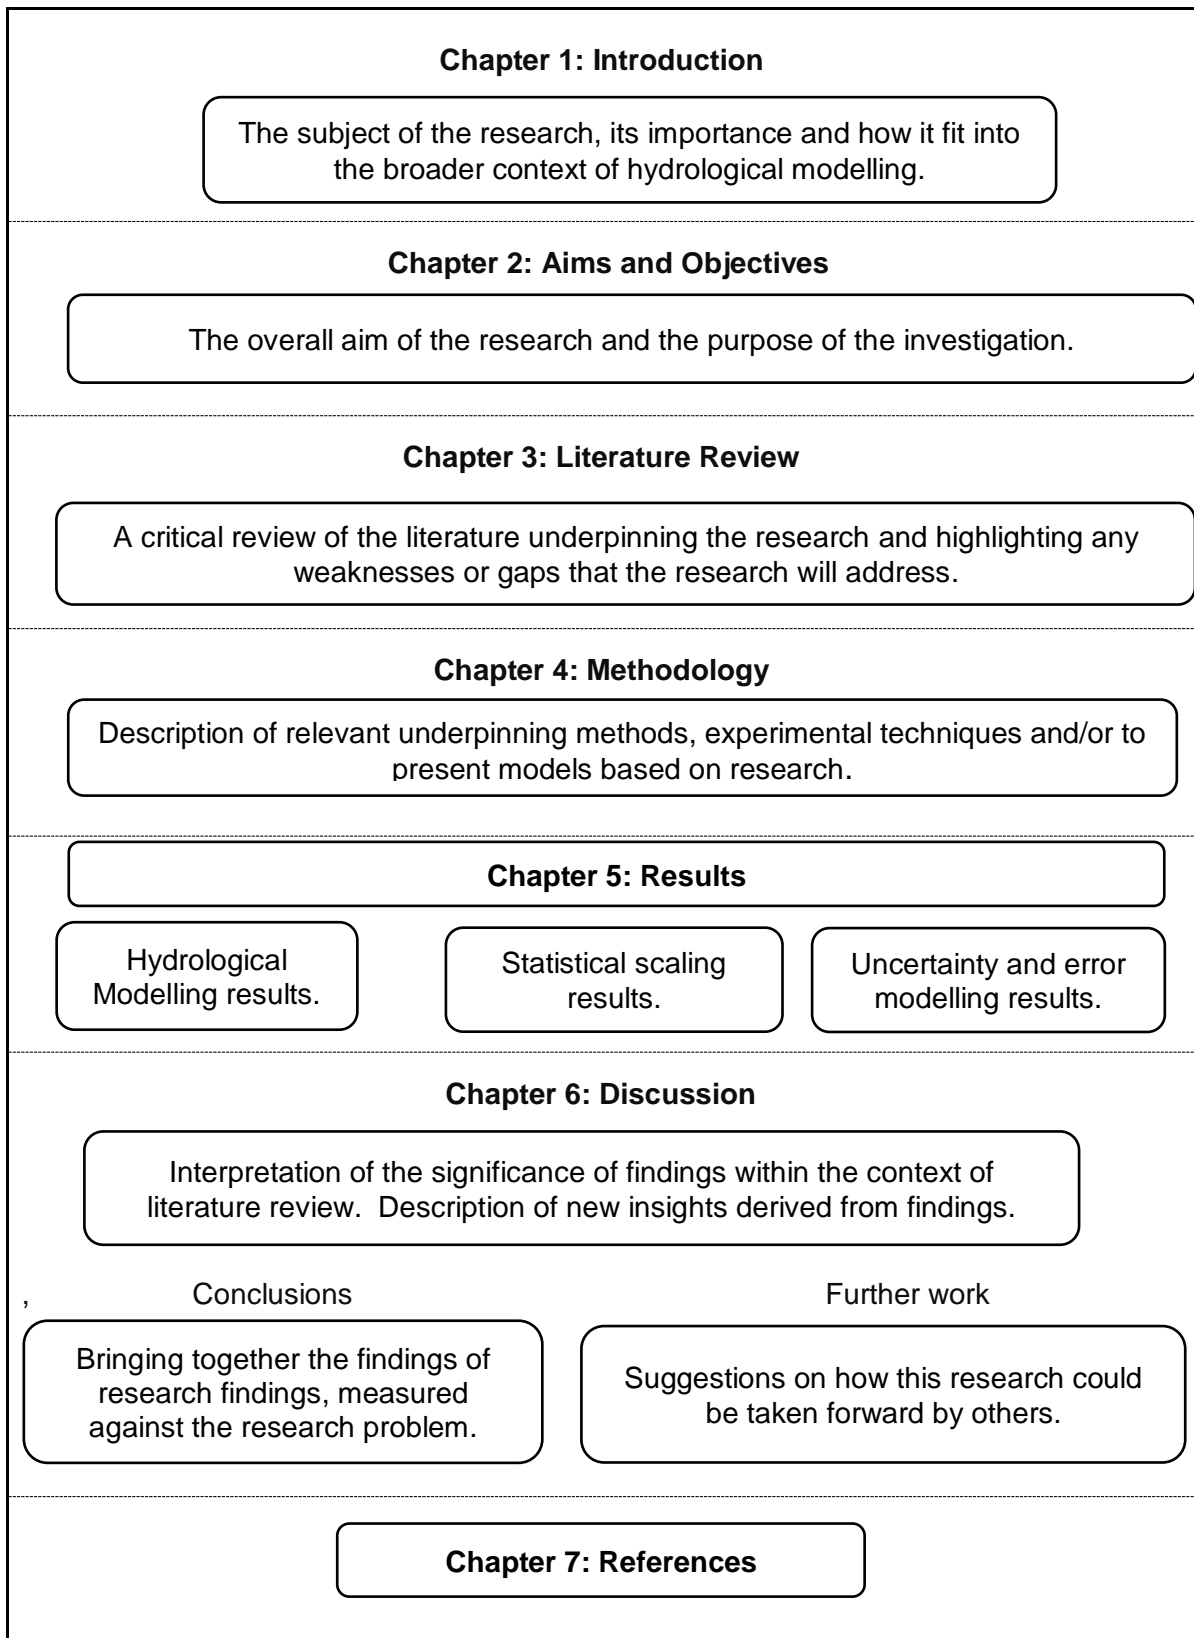 Chapter 1: Introduction
The subject of the research, its importance and how it fit into
the broader context of hydrological modelling.
Chapter 2: Aims and Objectives
The overall aim of the research and the purpose of the investigation.
Chapter 3: Literature Review
A critical review of the literature underpinning the research and highlighting any
weaknesses or gaps that the research will address.
Chapter 4: Methodology
Description of relevant underpinning methods, experimental techniques and/or to
present models based on research.
Chapter 5: Results
Hydrological
Modelling results.
Statistical scaling
results.
Uncertainty and error
modelling results.
Chapter 6: Discussion
Interpretation of the significance of findings within the context of
literature review.  Description of new insights derived from findings.
,
Conclusions
Bringing together the findings of
research findings, measured
against the research problem.
Further work
Suggestions on how this research could
be taken forward by others.
Chapter 7: References